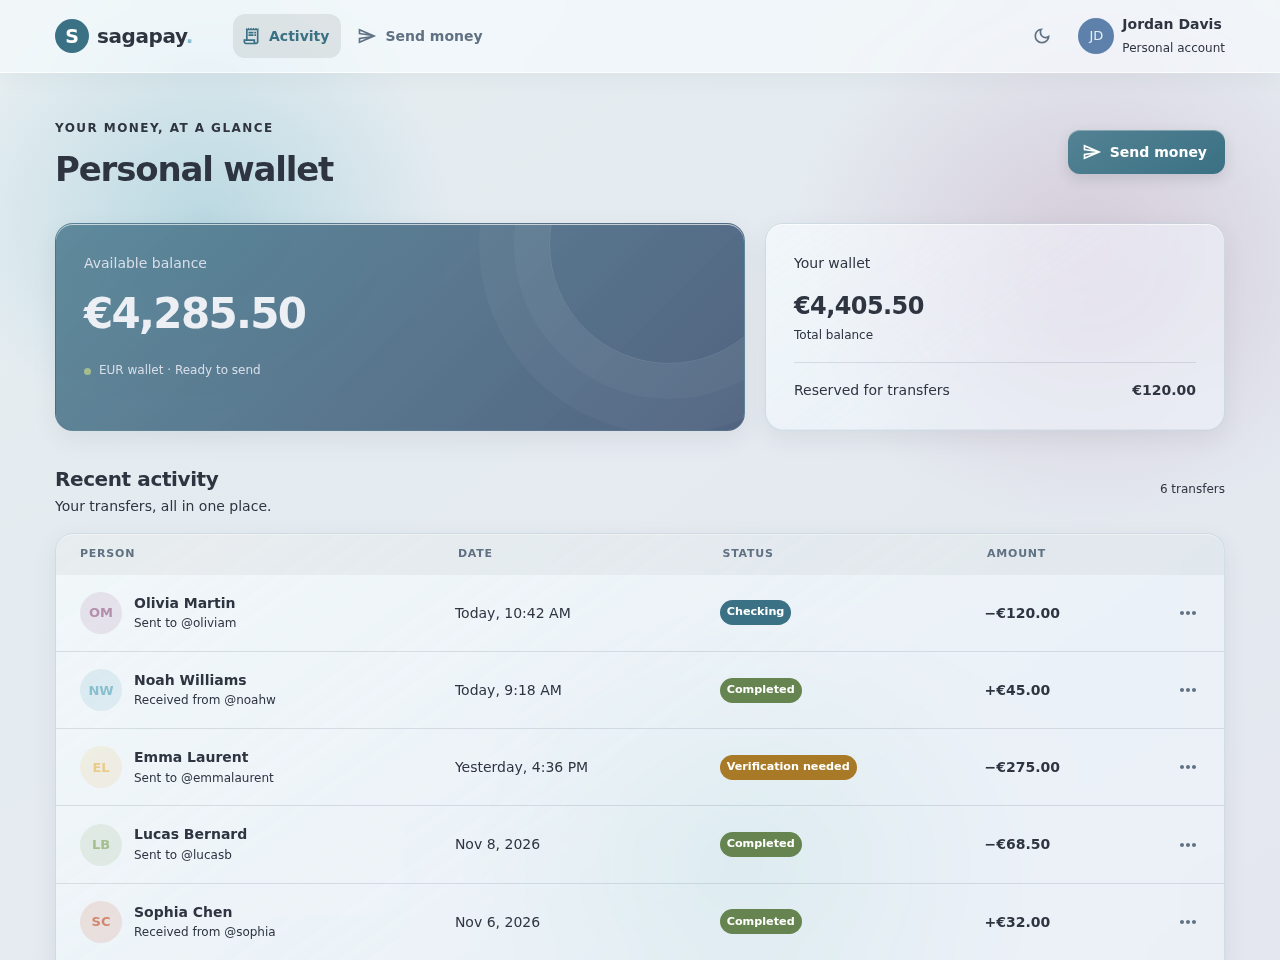 S sagapay.
Activity
Send money
JD
Jordan Davis
Personal account
YOUR MONEY, AT A GLANCE
Personal wallet
Send money
Available balance
€4,285.50
EUR wallet · Ready to send
Your wallet
€4,405.50
Total balance
Reserved for transfers €120.00
Recent activity
Your transfers, all in one place.
6 transfers
PERSON DATE STATUS AMOUNT
OM Olivia Martin
Sent to @oliviam
Today, 10:42 AM Checking −€120.00
NW Noah Williams
Received from @noahw
Today, 9:18 AM Completed +€45.00
EL Emma Laurent
Sent to @emmalaurent
Yesterday, 4:36 PM Verification needed −€275.00
LB Lucas Bernard
Sent to @lucasb
Nov 8, 2026 Completed −€68.50
SC Sophia Chen
Received from @sophia
Nov 6, 2026 Completed +€32.00